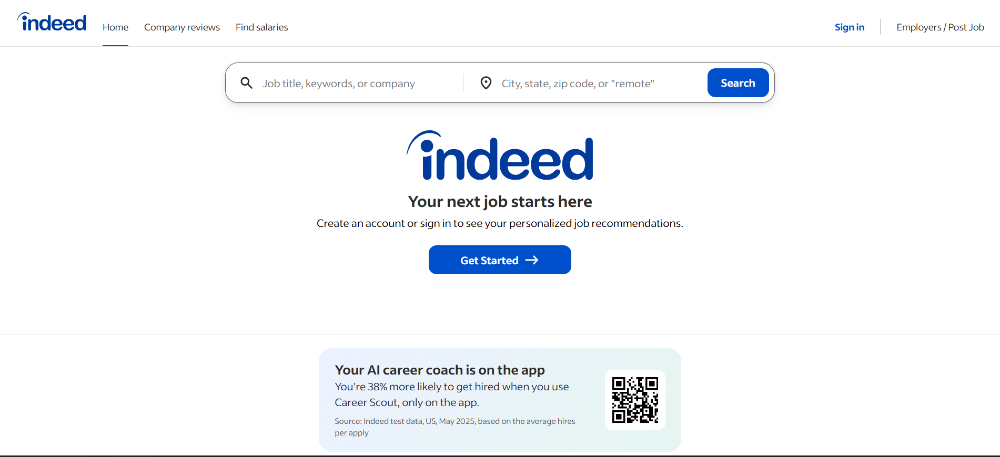 indeed
Home
Company reviews
Find salaries
Sign in
Employers / Post Job
Job title, keywords, or company
City, state, zip code, or "remote"
Search
indeed
Your next job starts here
Create an account or sign in to see your personalized job recommendations.
Get Started
Your AI career coach is on the app
You're 38% more likely to get hired when you use
Career Scout, only on the app.
Source: Indeed test data, US, May 2025, based on the average hires
per apply